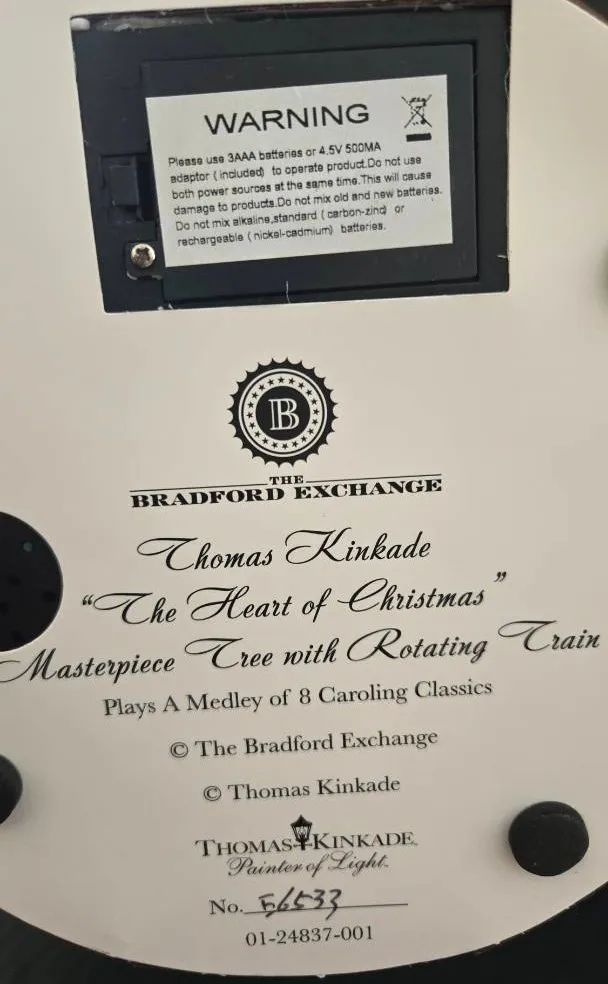 WARNING
Please use 3AAA batteries or 4.5V 500MA
adaptor ( included) to operate product.Do not use
both power sources at the same time.This will cause
damage to products.Do not mix old and new batteries.
Do not mix alkaline,standard ( carbon-zinc) or
rechargeable ( nickel-cadmium) batteries.
B
THE
BRADFORD EXCHANGE
Thomas Kinkade
“The Heart of Christmas”
Masterpiece Tree with Rotating Train
Plays A Medley of 8 Caroling Classics
© The Bradford Exchange
© Thomas Kinkade
THOMAS KINKADE
Painter of Light.
No. E6533
01-24837-001